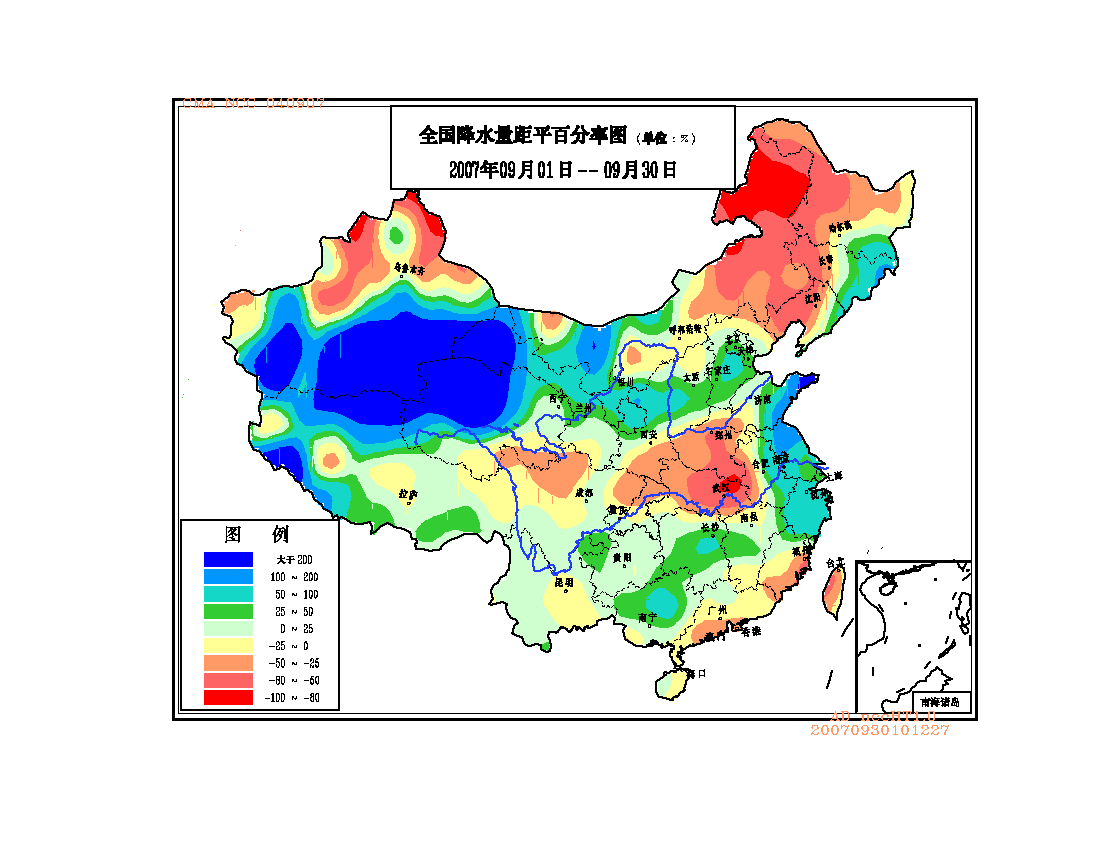 CMA NCC 040902
全国降水量距平百分率图 (单位：%)
2007年09月01日 -- 09月30日
哈尔滨
长春
乌鲁木齐
沈阳
呼和浩特
北京
天津
银川
太原
石家庄
西宁
兰州
济南
西安
郑州
合肥
南京
上海
拉萨
成都
武汉
杭州
重庆
长沙
南昌
贵阳
福州
台北
昆明
南宁
广州
澳门
香港
海口
图 例
大于 200
100 ~ 200
50 ~ 100
25 ~ 50
0 ~ 25
-25 ~ 0
-50 ~ -25
-80 ~ -50
-100 ~ -80
南海诸岛
20070930101227